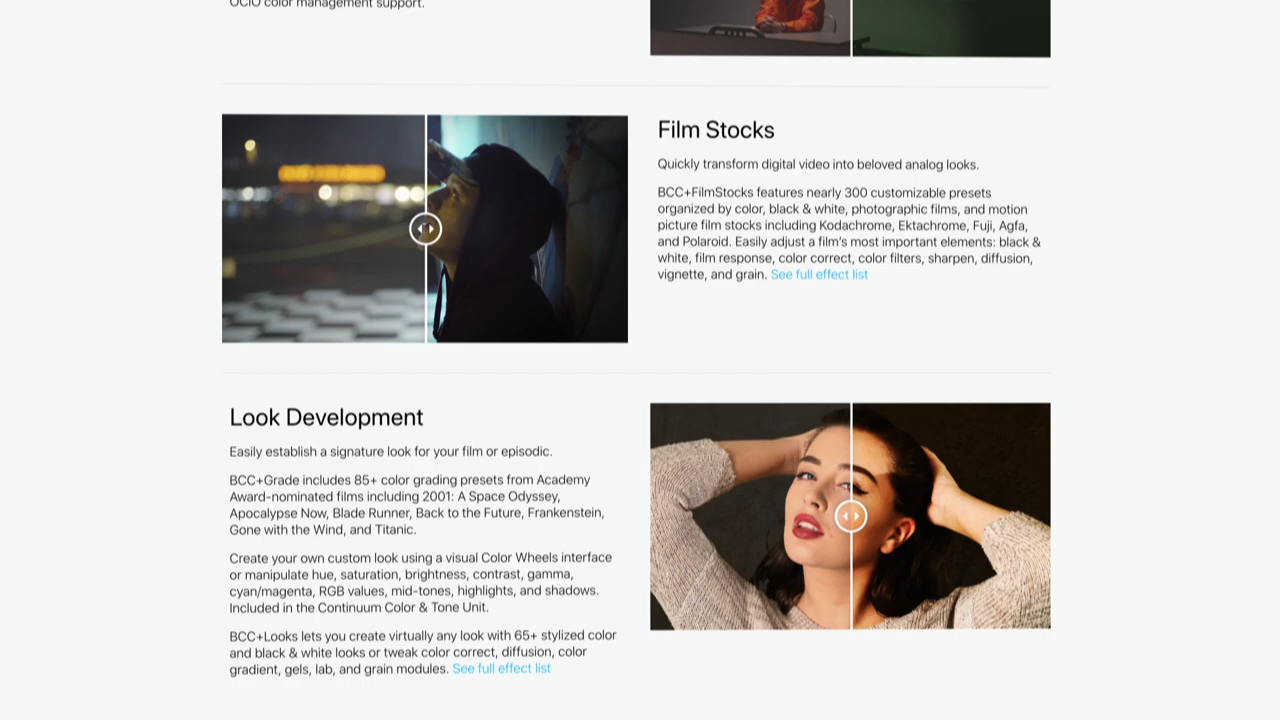 OCIO color management support.
Film Stocks
Quickly transform digital video into beloved analog looks.
BCC+FilmStocks features nearly 300 customizable presets
organized by color, black & white, photographic films, and motion
picture film stocks including Kodachrome, Ektachrome, Fuji, Agfa,
and Polaroid. Easily adjust a film's most important elements: black &
white, film response, color correct, color filters, sharpen, diffusion,
vignette, and grain. See full effect list
Look Development
Easily establish a signature look for your film or episodic.
BCC+Grade includes 85+ color grading presets from Academy
Award-nominated films including 2001: A Space Odyssey,
Apocalypse Now, Blade Runner, Back to the Future, Frankenstein,
Gone with the Wind, and Titanic.
Create your own custom look using a visual Color Wheels interface
or manipulate hue, saturation, brightness, contrast, gamma,
cyan/magenta, RGB values, mid-tones, highlights, and shadows.
Included in the Continuum Color & Tone Unit.
BCC+Looks lets you create virtually any look with 65+ stylized color
and black & white looks or tweak color correct, diffusion, color
gradient, gels, lab, and grain modules. See full effect list